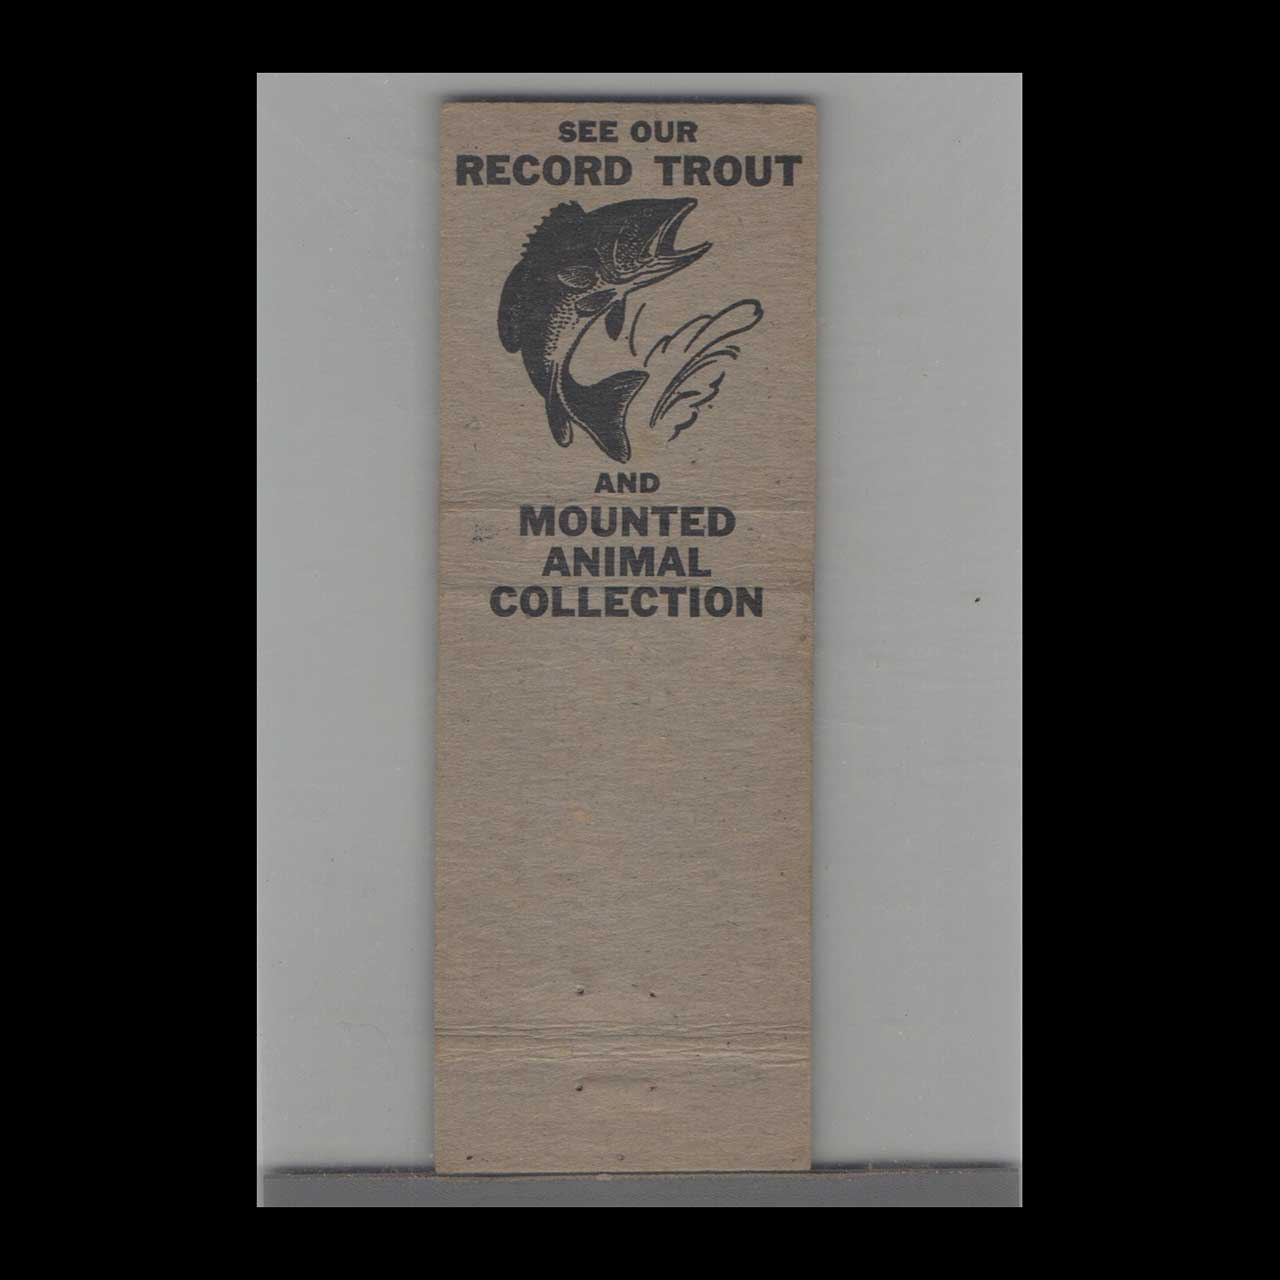 SEE OUR
RECORD TROUT
AND
MOUNTED
ANIMAL
COLLECTION